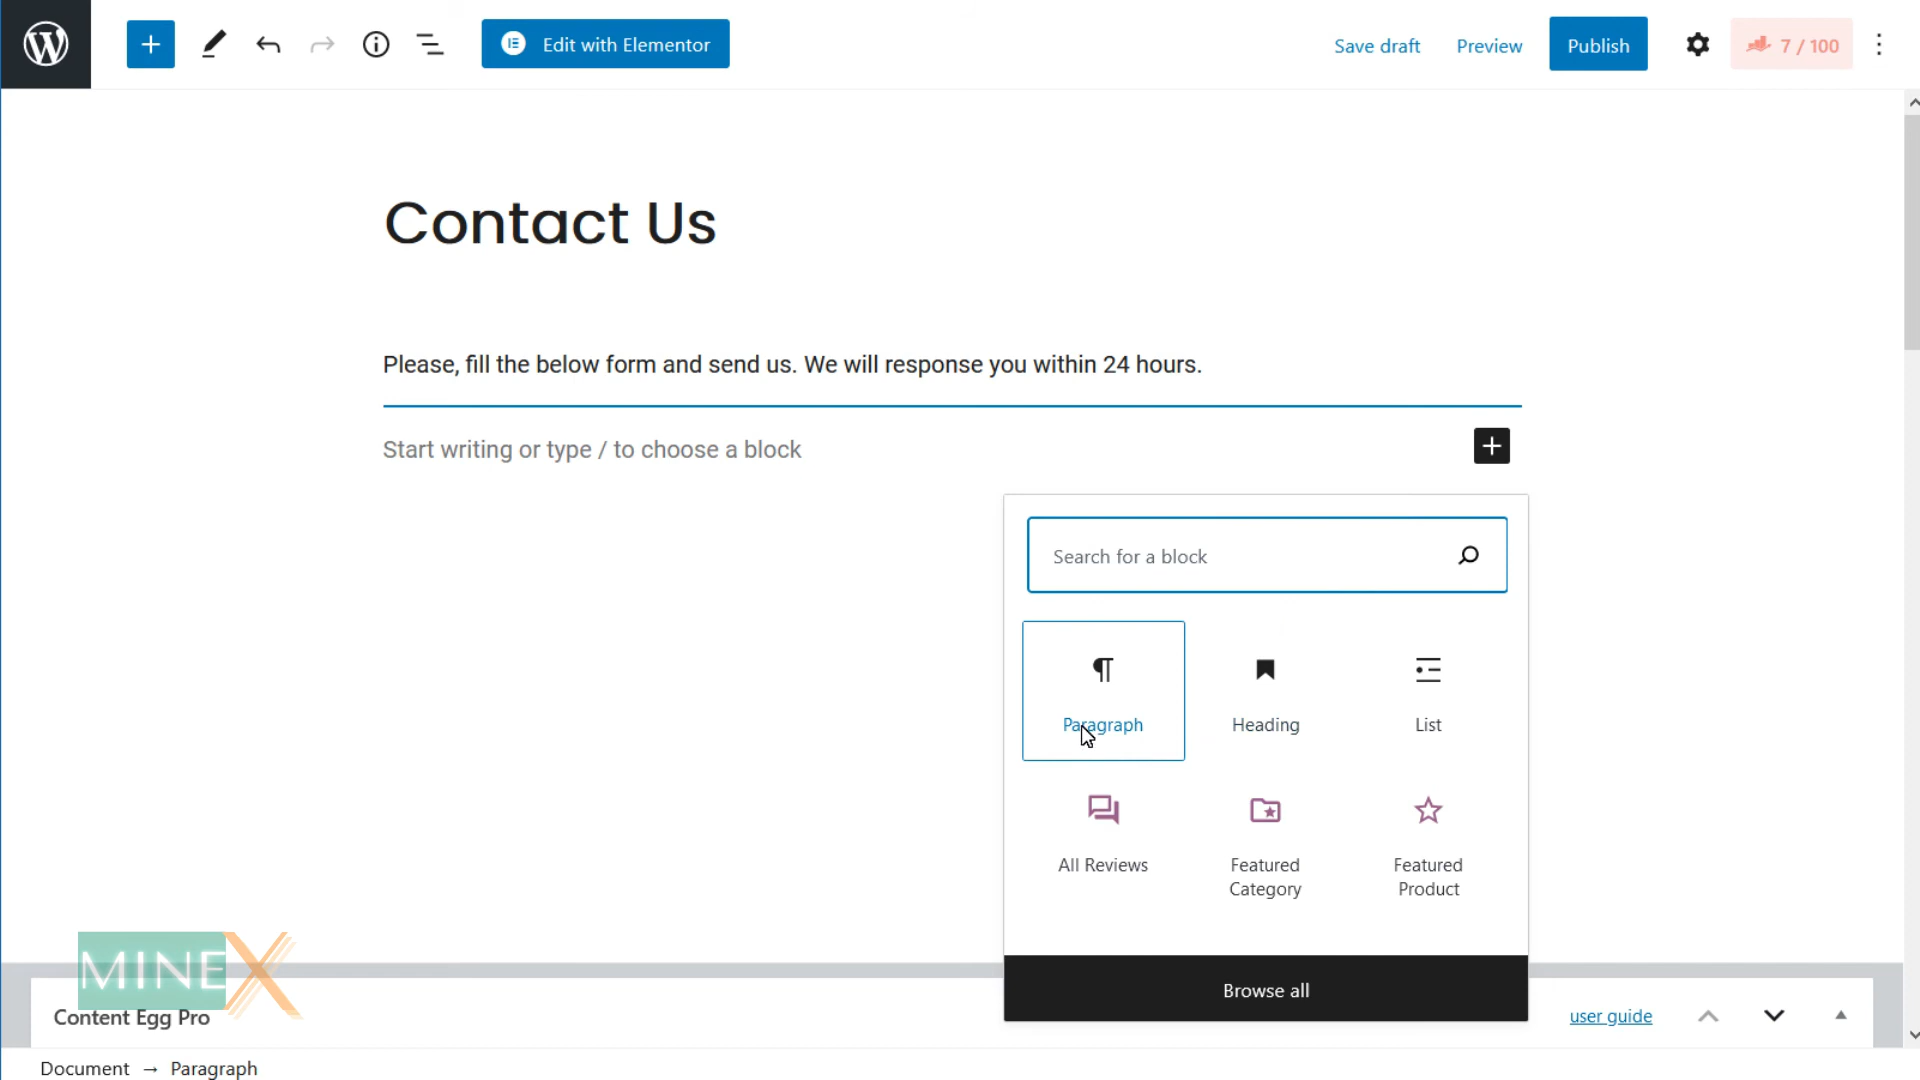 Edit with Elementor
Save draft
Preview
Publish
7 / 100
Contact Us
Please, fill the below form and send us. We will response you within 24 hours.
Start writing or type / to choose a block
Search for a block
Paragraph
Heading
List
All Reviews
Featured
Category
Featured
Product
Browse all
MINEX
Content Egg Pro
user guide
Document → Paragraph